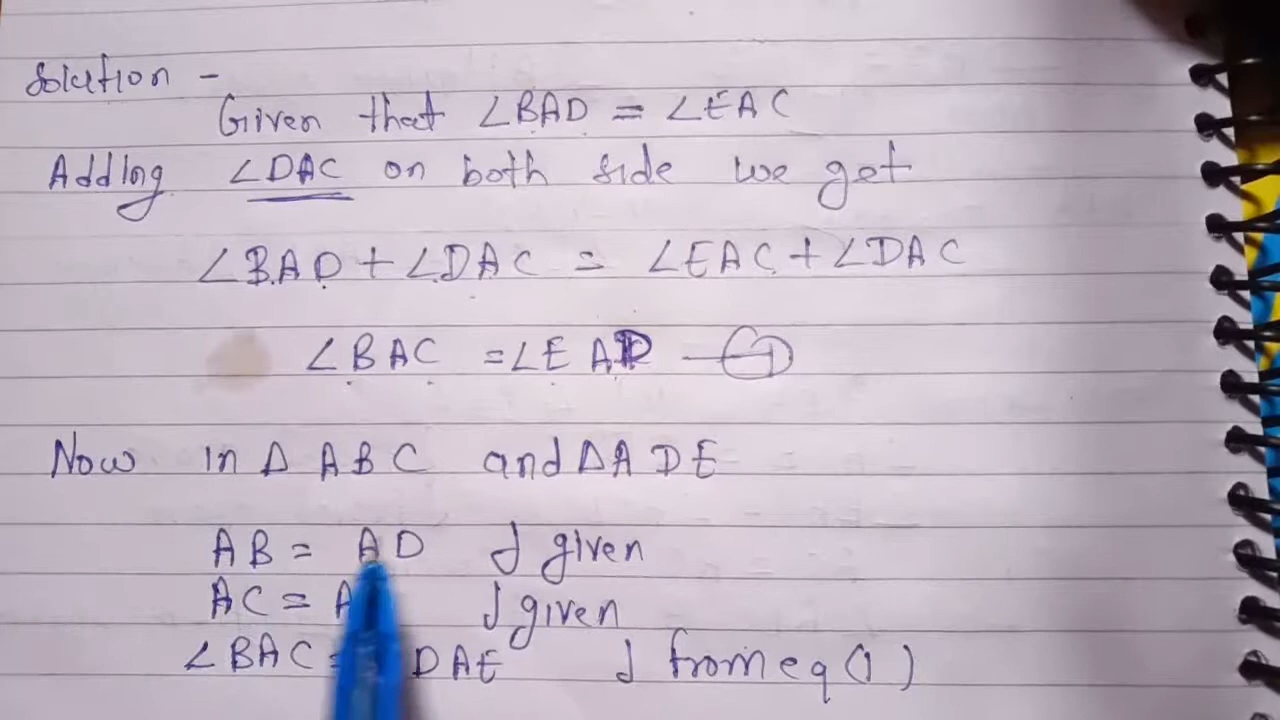 Solution -
Given that ∠BAD = ∠EAC
Adding ∠DAC on both side we get
∠BAD + ∠DAC = ∠EAC + ∠DAC
∠BAC = ∠EAD — ①
Now in Δ ABC and Δ ADE
AB = AD } given
AC = A } given
∠BAC = DAE } from eq (1)